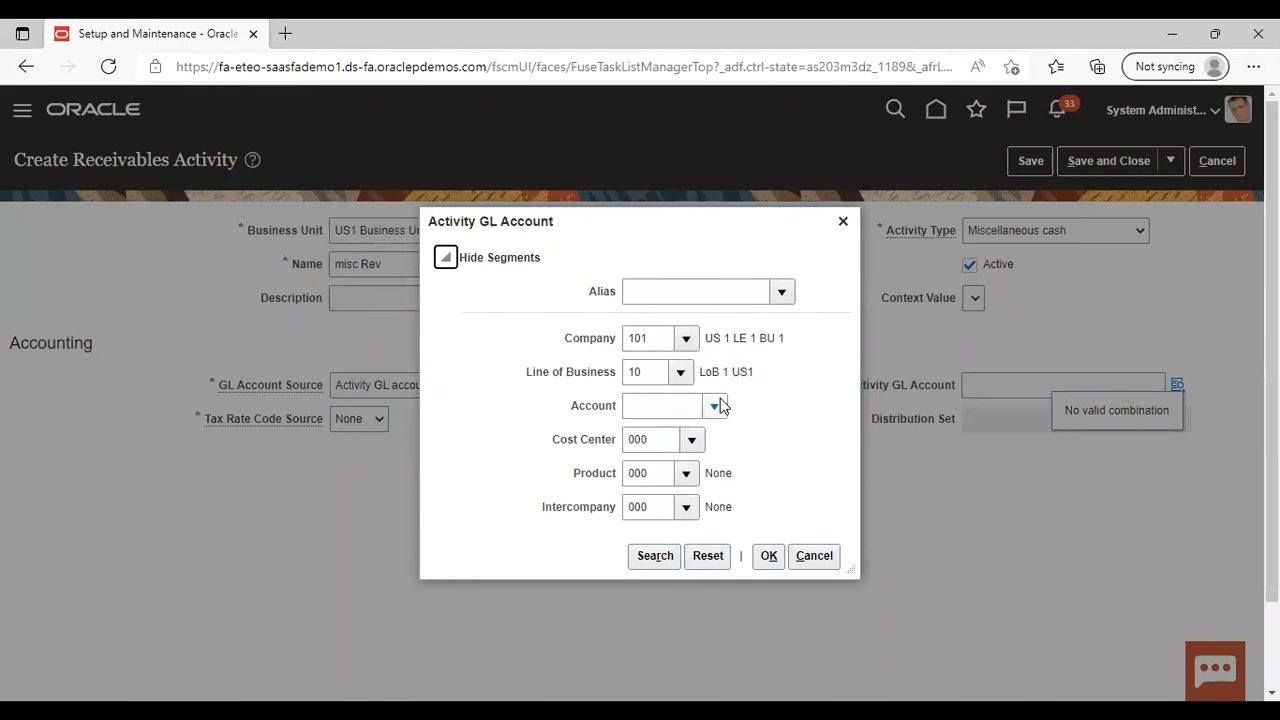 Setup and Maintenance - Oracle
https://fa-eteo-saasfademo1.ds-fa.oraclepdemos.com/fscmUI/faces/FuseTaskListManagerTop?_adf.ctrl-state=as203m3dz_1189&_afrL...
Not syncing
ORACLE
33
System Administ...
Create Receivables Activity
Save
Save and Close
Cancel
* Business Unit
US1 Business Un
* Activity Type
Miscellaneous cash
* Name
misc Rev
Active
Description
Context Value
Accounting
* GL Account Source
Activity GL accou
tivity GL Account
* Tax Rate Code Source
None
Distribution Set
No valid combination
Activity GL Account
Hide Segments
Alias
Company
101
US 1 LE 1 BU 1
Line of Business
10
LoB 1 US1
Account
Cost Center
000
Product
000
None
Intercompany
000
None
Search
Reset
|
OK
Cancel